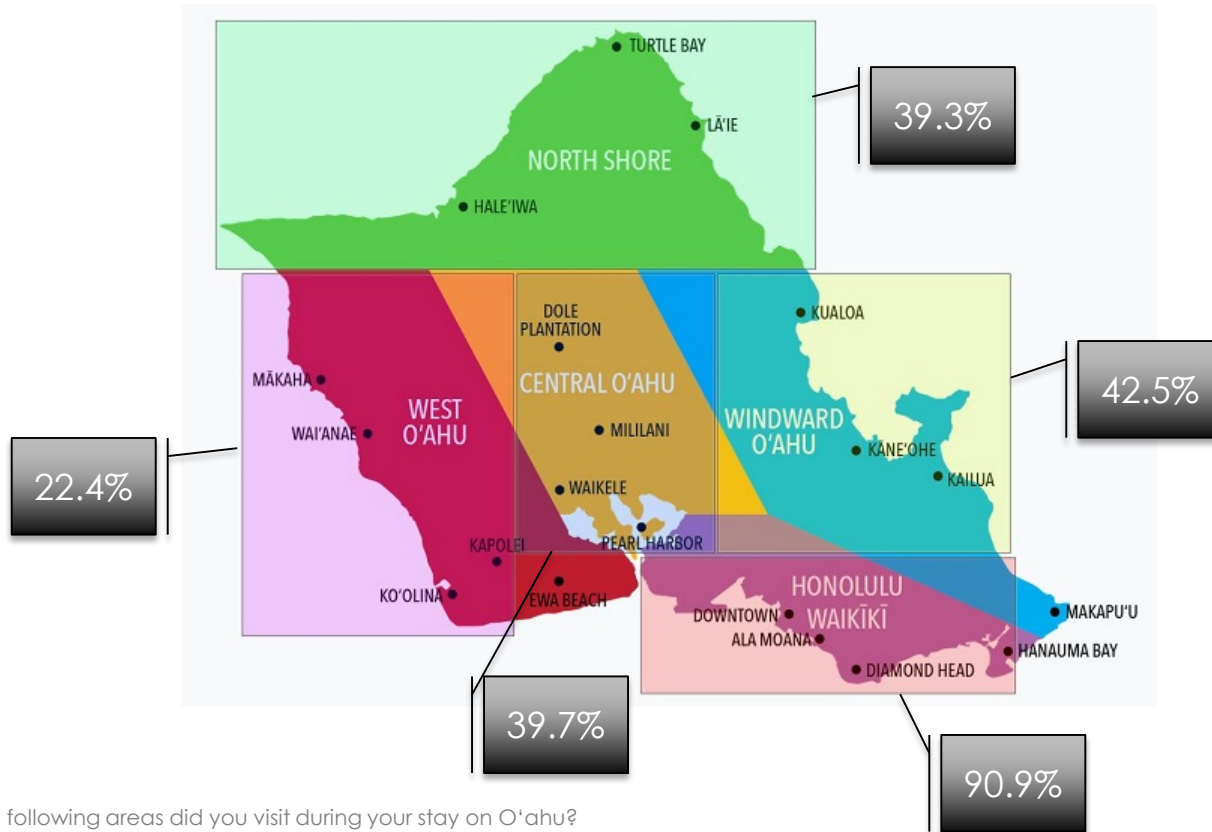 TURTLE BAY
LĀ'IE
39.3%
NORTH SHORE
HALE'IWA
DOLE
PLANTATION
KUALOA
MĀKAHA
CENTRAL O'AHU
42.5%
WEST
O'AHU
WINDWARD
O'AHU
WAI'ANAE
MILILANI
KĀNE'OHE
KAILUA
22.4%
WAIKELE
PEARL HARBOR
KAPOLEI
KO'OLINA
EWA BEACH
HONOLULU
WAIKĪKĪ
DOWNTOWN
ALA MOANA
MAKAPU'U
HANAUMA BAY
DIAMOND HEAD
39.7%
90.9%
following areas did you visit during your stay on O‘ahu?